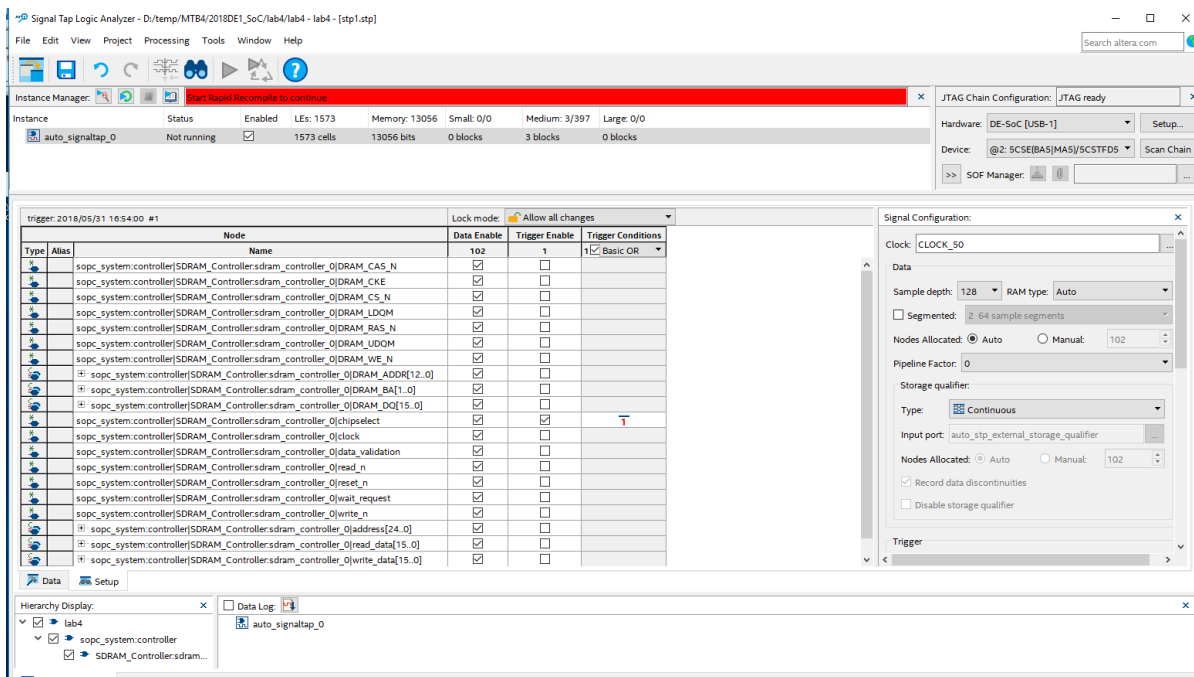 Signal Tap Logic Analyzer - D:/temp/MTB4/2018DE1_SoC/lab4/lab4 - lab4 - [stp1.stp]
File Edit View Project Processing Tools Window Help
Search altera.com
Instance Manager: Start Rapid Recompile to continue
Instance Status Enabled LEs: 1573 Memory: 13056 Small: 0/0 Medium: 3/397 Large: 0/0
auto_signaltap_0 Not running 1573 cells 13056 bits 0 blocks 3 blocks 0 blocks
JTAG Chain Configuration: JTAG ready
Hardware: DE-SoC [USB-1] Setup...
Device: @2: 5CSE(BA5|MA5)/5CSTFD5 Scan Chain
>> SOF Manager: ...
trigger: 2018/05/31 16:54:00 #1 Lock mode: Allow all changes
Node Data Enable Trigger Enable Trigger Conditions
Type Alias Name 102 1 1 Basic OR
sopc_system:controller|SDRAM_Controller:sdram_controller_0|DRAM_CAS_N
sopc_system:controller|SDRAM_Controller:sdram_controller_0|DRAM_CKE
sopc_system:controller|SDRAM_Controller:sdram_controller_0|DRAM_CS_N
sopc_system:controller|SDRAM_Controller:sdram_controller_0|DRAM_LDQM
sopc_system:controller|SDRAM_Controller:sdram_controller_0|DRAM_RAS_N
sopc_system:controller|SDRAM_Controller:sdram_controller_0|DRAM_UDQM
sopc_system:controller|SDRAM_Controller:sdram_controller_0|DRAM_WE_N
sopc_system:controller|SDRAM_Controller:sdram_controller_0|DRAM_ADDR[12..0]
sopc_system:controller|SDRAM_Controller:sdram_controller_0|DRAM_BA[1..0]
sopc_system:controller|SDRAM_Controller:sdram_controller_0|DRAM_DQ[15..0]
sopc_system:controller|SDRAM_Controller:sdram_controller_0|chipselect 1
sopc_system:controller|SDRAM_Controller:sdram_controller_0|clock
sopc_system:controller|SDRAM_Controller:sdram_controller_0|data_validation
sopc_system:controller|SDRAM_Controller:sdram_controller_0|read_n
sopc_system:controller|SDRAM_Controller:sdram_controller_0|reset_n
sopc_system:controller|SDRAM_Controller:sdram_controller_0|wait_request
sopc_system:controller|SDRAM_Controller:sdram_controller_0|write_n
sopc_system:controller|SDRAM_Controller:sdram_controller_0|address[24..0]
sopc_system:controller|SDRAM_Controller:sdram_controller_0|read_data[15..0]
sopc_system:controller|SDRAM_Controller:sdram_controller_0|write_data[15..0]
Signal Configuration:
Clock: CLOCK_50 ...
Data
Sample depth: 128 RAM type: Auto
Segmented: 2 64 sample segments
Nodes Allocated: Auto Manual: 102
Pipeline Factor: 0
Storage qualifier:
Type: Continuous
Input port: auto_stp_external_storage_qualifier ...
Nodes Allocated: Auto Manual: 102
Record data discontinuities
Disable storage qualifier
Trigger
Data Setup
Hierarchy Display:
lab4
sopc_system:controller
SDRAM_Controller:sdram...
Data Log:
auto_signaltap_0